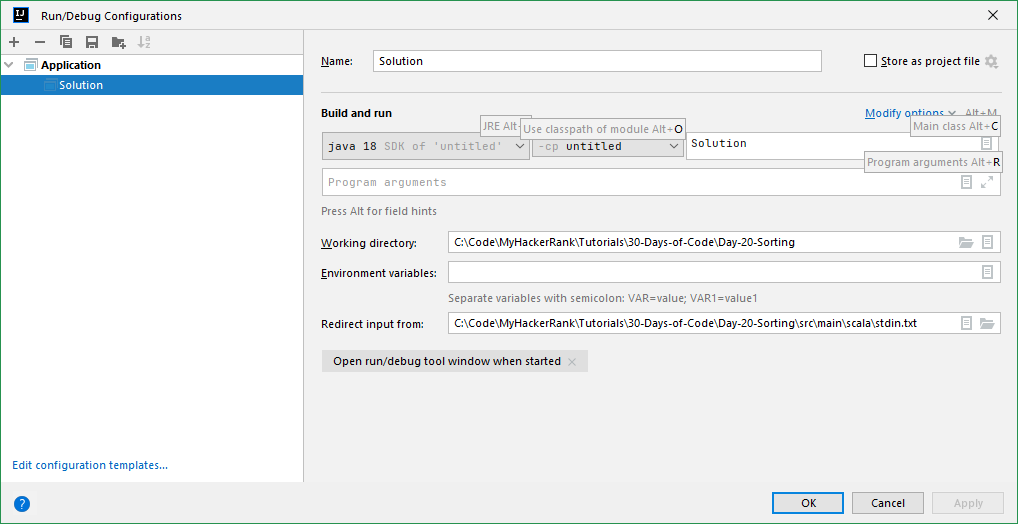 Run/Debug Configurations
Application
Solution
Edit configuration templates...
Name: Solution
Store as project file
Build and run
Modify options Alt+M
JRE Alt+
Use classpath of module Alt+O
Main class Alt+C
java 18 SDK of 'untitled'
-cp untitled
Solution
Program arguments Alt+R
Program arguments
Press Alt for field hints
Working directory: C:\Code\MyHackerRank\Tutorials\30-Days-of-Code\Day-20-Sorting
Environment variables:
Separate variables with semicolon: VAR=value; VAR1=value1
Redirect input from: C:\Code\MyHackerRank\Tutorials\30-Days-of-Code\Day-20-Sorting\src\main\scala\stdin.txt
Open run/debug tool window when started
? OK Cancel Apply